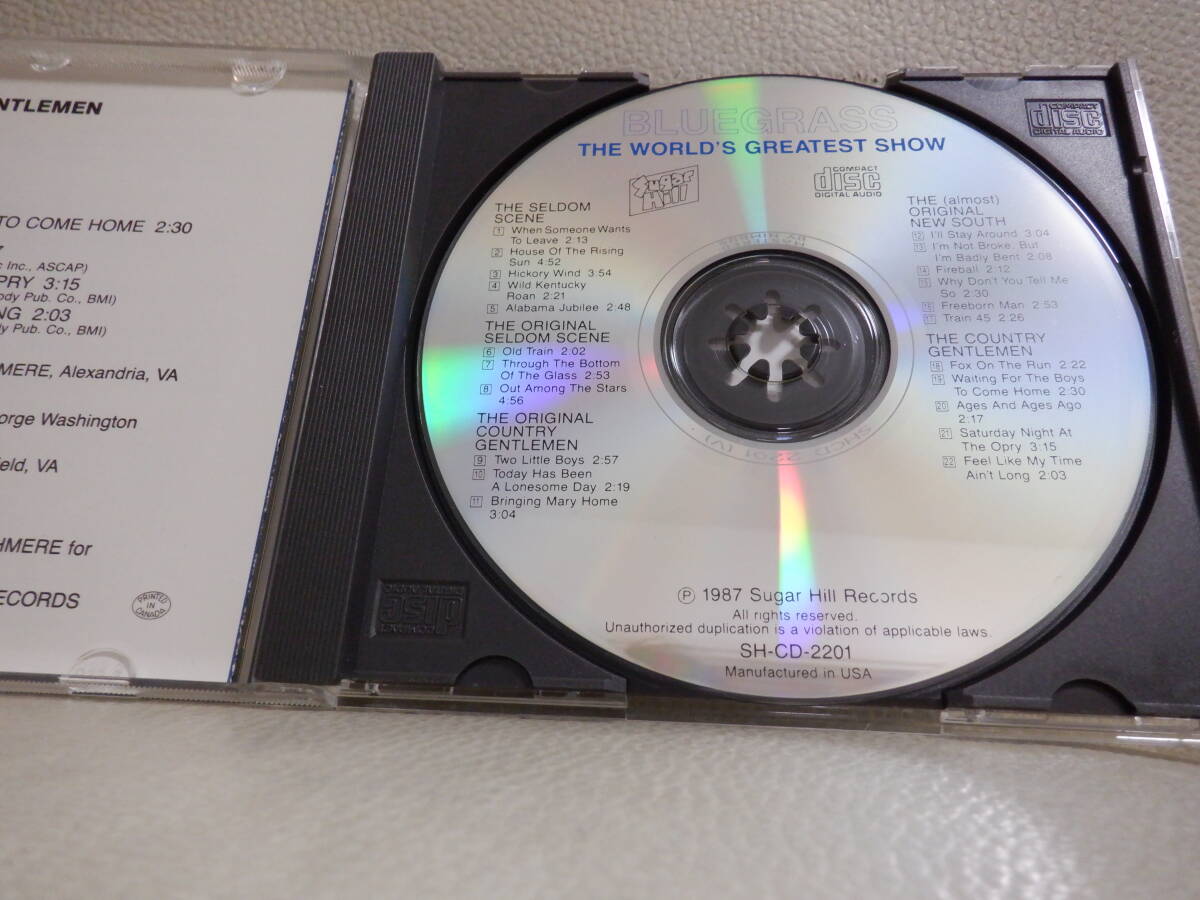 NTLEMEN
TO COME HOME 2:30
c Inc., ASCAP)
PRY 3:15
ody Pub. Co., BMI)
NG 2:03
dy Pub. Co., BMI)
MERE, Alexandria, VA
orge Washington
ield, VA
HMERE for
ECORDS
PRINTED
IN
CANADA
COMPACT
disc
DIGITAL AUDIO
BLUEGRASS
THE WORLD'S GREATEST SHOW
Sugar
Hill
COMPACT
disc
DIGITAL AUDIO
THE SELDOM
SCENE
1 When Someone Wants
To Leave 2:13
2 House Of The Rising
Sun 4:52
3 Hickory Wind 3:54
4 Wild Kentucky
Roan 2:21
5 Alabama Jubilee 2:48
THE ORIGINAL
SELDOM SCENE
6 Old Train 2:02
7 Through The Bottom
Of The Glass 2:53
8 Out Among The Stars
4:56
THE ORIGINAL
COUNTRY
GENTLEMEN
9 Two Little Boys 2:57
10 Today Has Been
A Lonesome Day 2:19
11 Bringing Mary Home
3:04
THE (almost)
ORIGINAL
NEW SOUTH
12 I'll Stay Around 3:04
13 I'm Not Broke, But
I'm Badly Bent 2:08
14 Fireball 2:12
15 Why Don't You Tell Me
So 2:30
16 Freeborn Man 2:53
17 Train 45 2:26
THE COUNTRY
GENTLEMEN
18 Fox On The Run 2:22
19 Waiting For The Boys
To Come Home 2:30
20 Ages And Ages Ago
2:17
21 Saturday Night At
The Opry 3:15
22 Feel Like My Time
Ain't Long 2:03
Ⓟ 1987 Sugar Hill Records
All rights reserved.
Unauthorized duplication is a violation of applicable laws.
SH-CD-2201
Manufactured in USA
COMPACT
disc
DIGITAL AUDIO